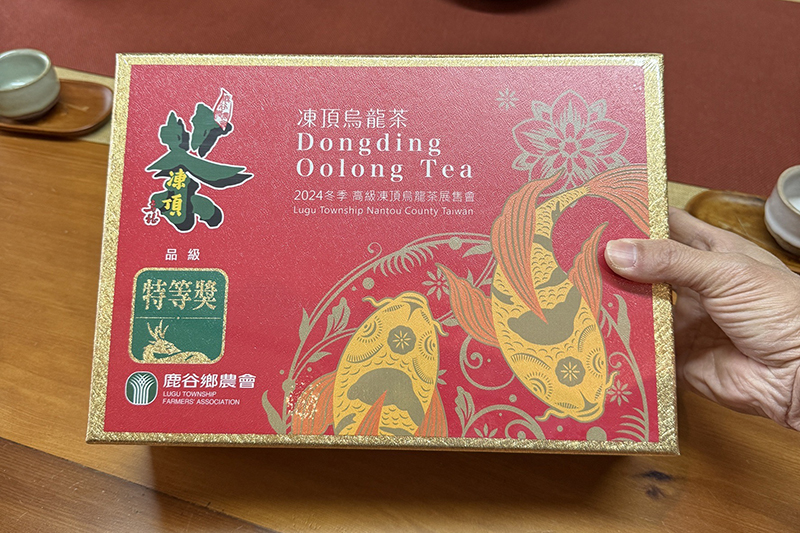 茶
凍頂
凍頂烏龍茶
Dongding
Oolong Tea
2024冬季 高級凍頂烏龍茶展售會
Lugu Township Nantou County Taiwan
品級
特等獎
鹿谷鄉農會
LUGU TOWNSHIP
FARMERS' ASSOCIATION